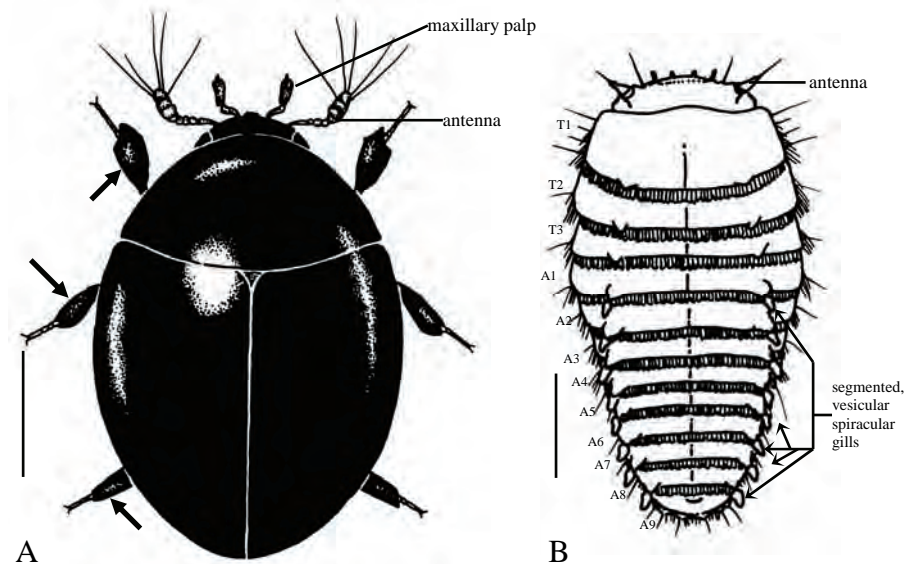 maxillary palp
antenna
A
antenna
T1
T2
T3
A1
A2
A3
A4
A5
A6
A7
A8
A9
segmented,
vesicular
spiracular
gills
B